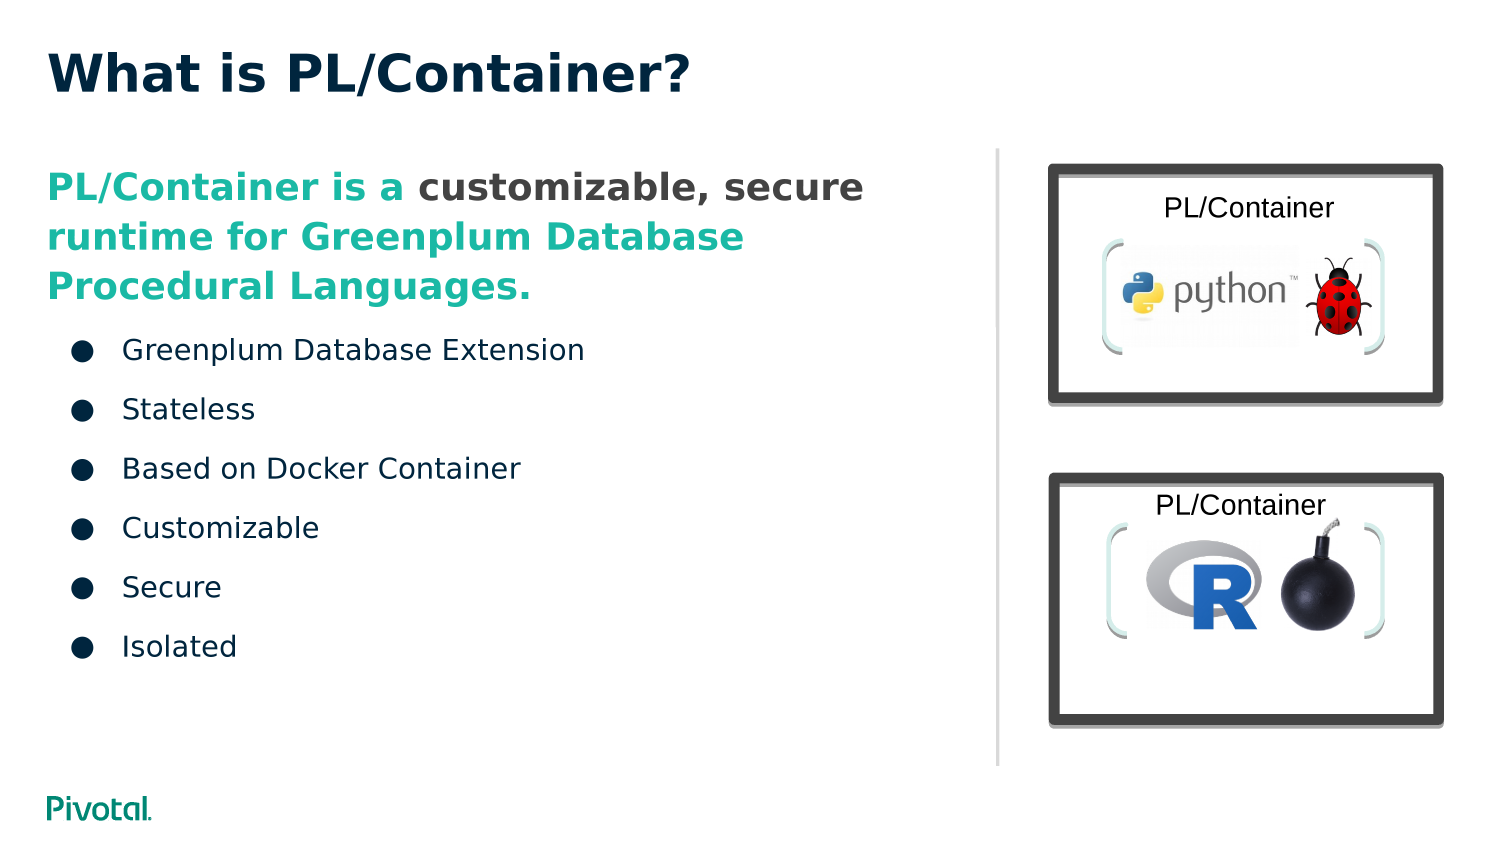 What is PL/Container?
PL/Container is a customizable, secure
runtime for Greenplum Database
Procedural Languages.
● Greenplum Database Extension
● Stateless
● Based on Docker Container
● Customizable
● Secure
● Isolated
PL/Container
python™
PL/Container
R
Pivotal.